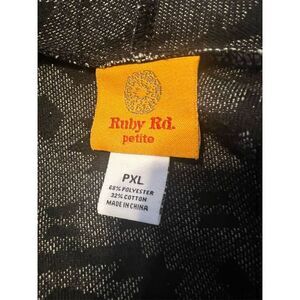 Ruby Rd.
petite
PXL
68% POLYESTER
32% COTTON
MADE IN CHINA